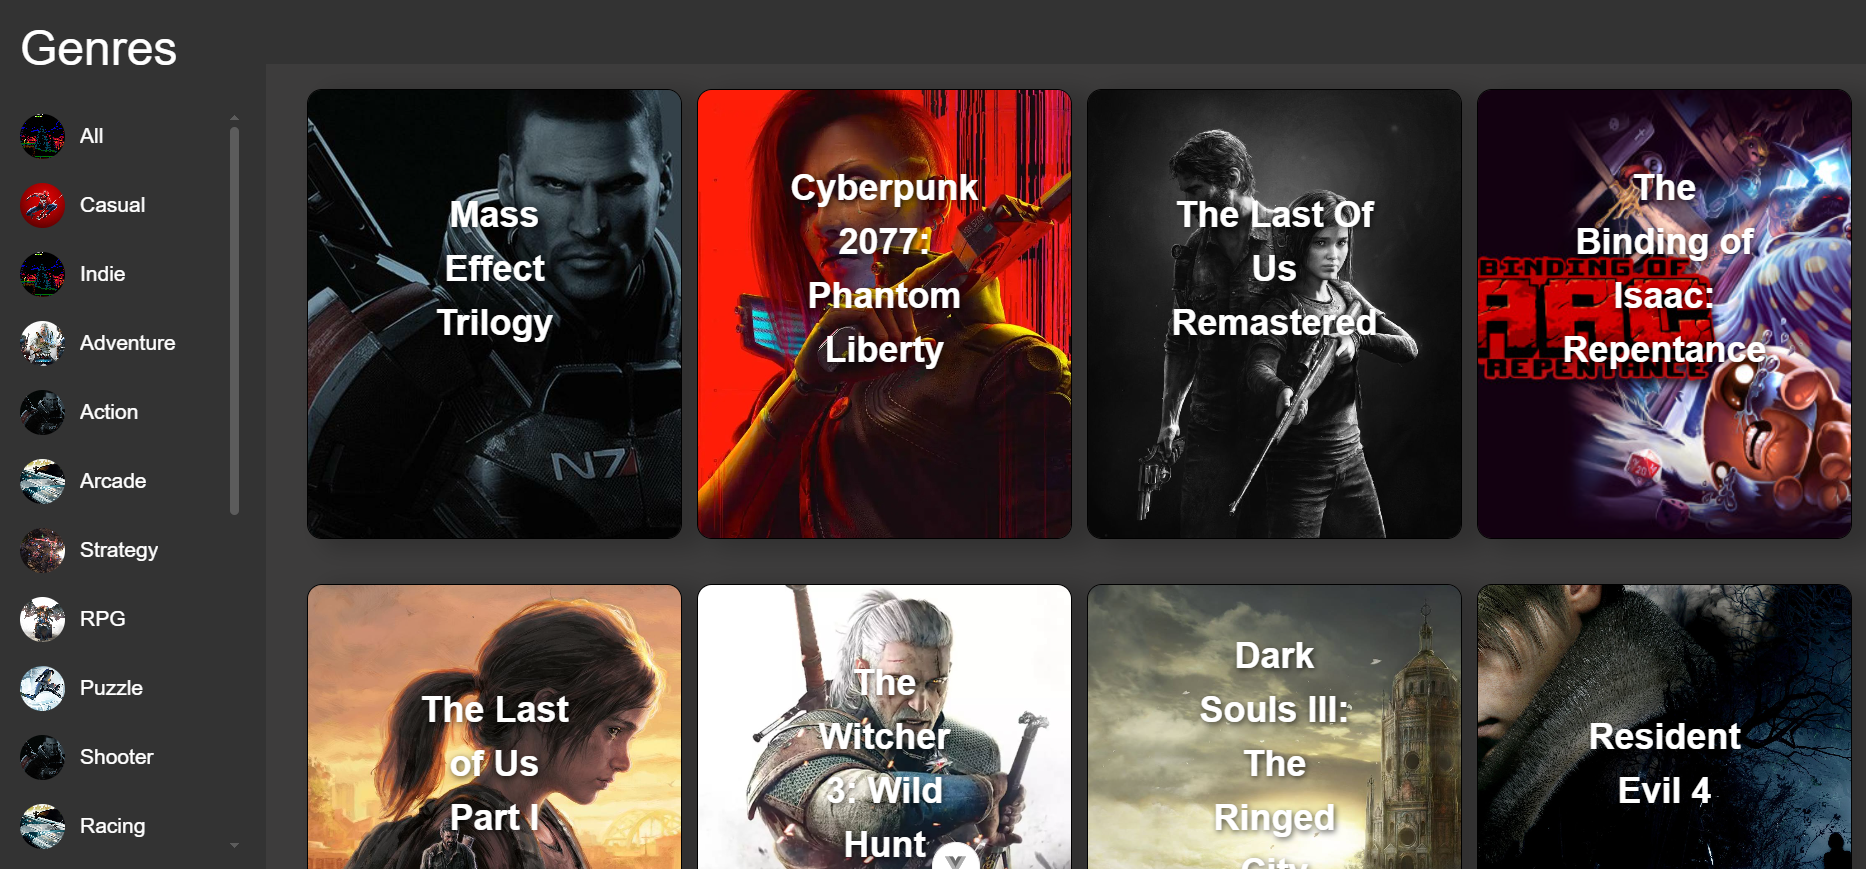 Genres
All
Casual
Indie
Adventure
Action
Arcade
Strategy
RPG
Puzzle
Shooter
Racing
Mass
Effect
Trilogy
N7
Cyberpunk
2077:
Phantom
Liberty
The Last Of
Us
Remastered
The
Binding of
Isaac:
Repentance
BINDING OF
REPENTANCE
20
The Last
of Us
Part I
The
Witcher
3: Wild
Hunt
Dark
Souls III:
The
Ringed
City
Resident
Evil 4